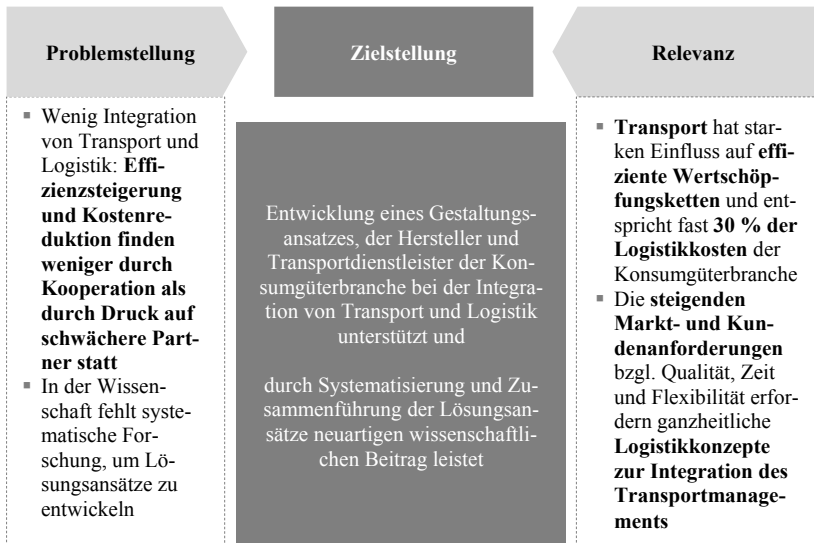 Problemstellung
Wenig Integration
von Transport und
Logistik: Effi-
zienzsteigerung
und Kostenre-
duktion finden
weniger durch
Kooperation als
durch Druck auf
schwächere Part-
ner statt
In der Wissen-
schaft fehlt syste-
matische For-
schung, um Lö-
sungsansätze zu
entwickeln
Zielstellung
Entwicklung eines Gestaltungs-
ansatzes, der Hersteller und
Transportdienstleister der Kon-
sumgüterbranche bei der Integra-
tion von Transport und Logistik
unterstützt und
durch Systematisierung und Zu-
sammenführung der Lösungsan-
sätze neuartigen wissenschaftli-
chen Beitrag leistet
Relevanz
Transport hat star-
ken Einfluss auf effi-
ziente Wertschöp-
fungsketten und ent-
spricht fast 30 % der
Logistikkosten der
Konsumgüterbranche
Die steigenden
Markt- und Kun-
denanforderungen
bzgl. Qualität, Zeit
und Flexibilität erfor-
dern ganzheitliche
Logistikkonzepte
zur Integration des
Transportmanage-
ments